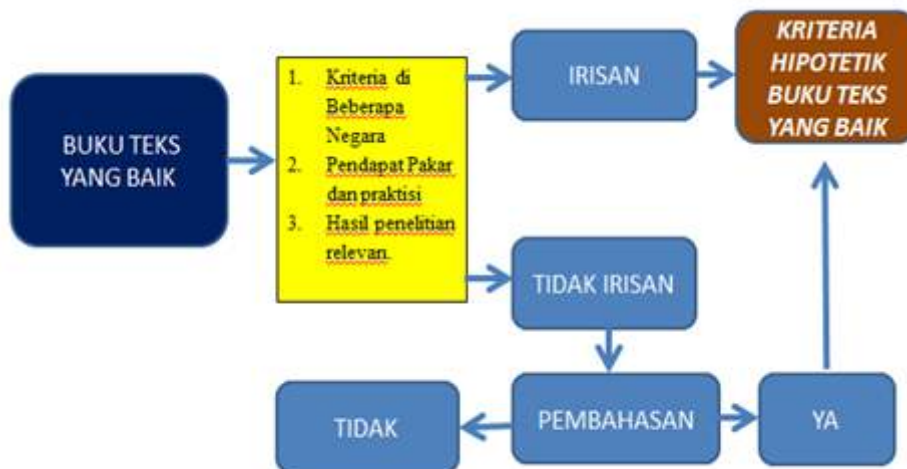 BUKU TEKS
YANG BAIK
1. Kriteria di
Beberapa
Negara
2. Pendapat Pakar
dan praktisi
3. Hasil penelitian
relevan.
IRISAN
KRITERIA
HIPOTETIK
BUKU TEKS
YANG BAIK
TIDAK IRISAN
TIDAK
PEMBAHASAN
YA